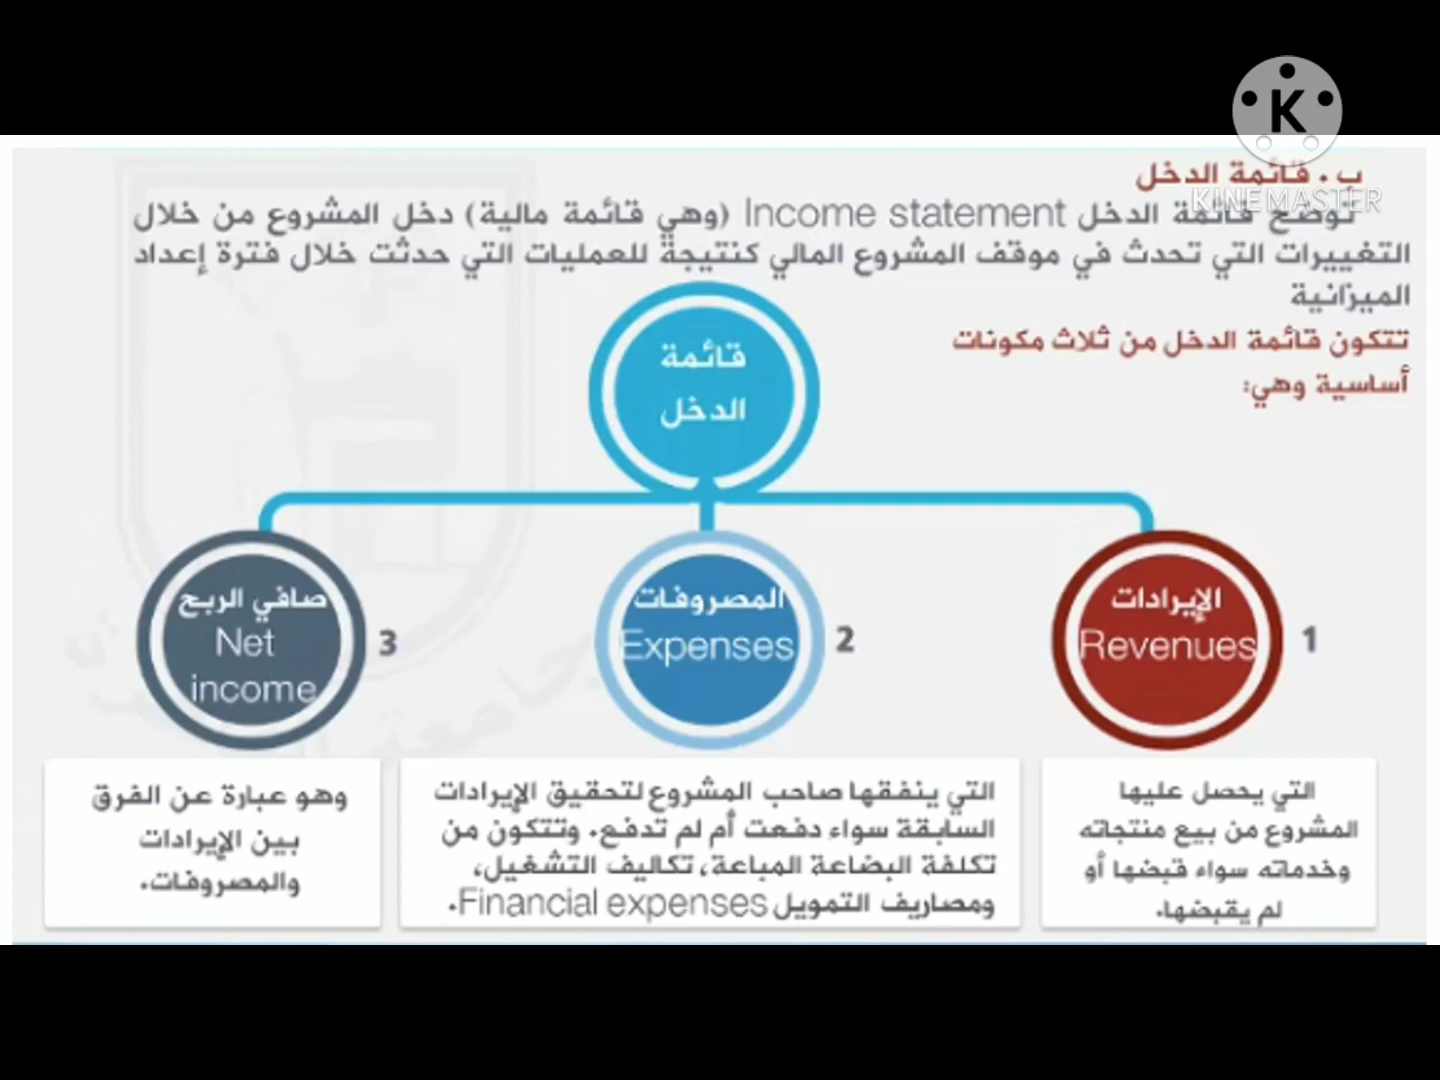 K
KINEMASTER
ب. قائمة الدخل
توضح قائمة الدخل Income statement (وهي قائمة مالية) دخل المشروع من خلال
التغييرات التي تحدث في موقف المشروع المالي كنتيجة للعمليات التي حدثت خلال فترة إعداد
الميزانية
تتكون قائمة الدخل من ثلاث مكونات
أساسية وهي:
قائمة
الدخل
1
الإيرادات
Revenues
2
المصروفات
Expenses
3
صافي الربح
Net
income
التي يحصل عليها
المشروع من بيع منتجاته
وخدماته سواء قبضها أو
لم يقبضها.
التي ينفقها صاحب المشروع لتحقيق الإيرادات
السابقة سواء دفعت أم لم تدفع. وتتكون من
تكلفة البضاعة المباعة، تكاليف التشغيل،
ومصاريف التمويل Financial expenses.
وهو عبارة عن الفرق
بين الإيرادات
والمصروفات.